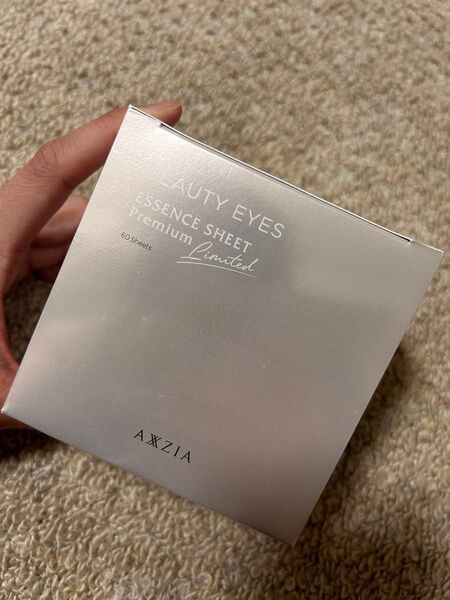 EAUTY EYES
ESSENCE SHEET
Premium
Limited
60 Sheets
AXXZIA